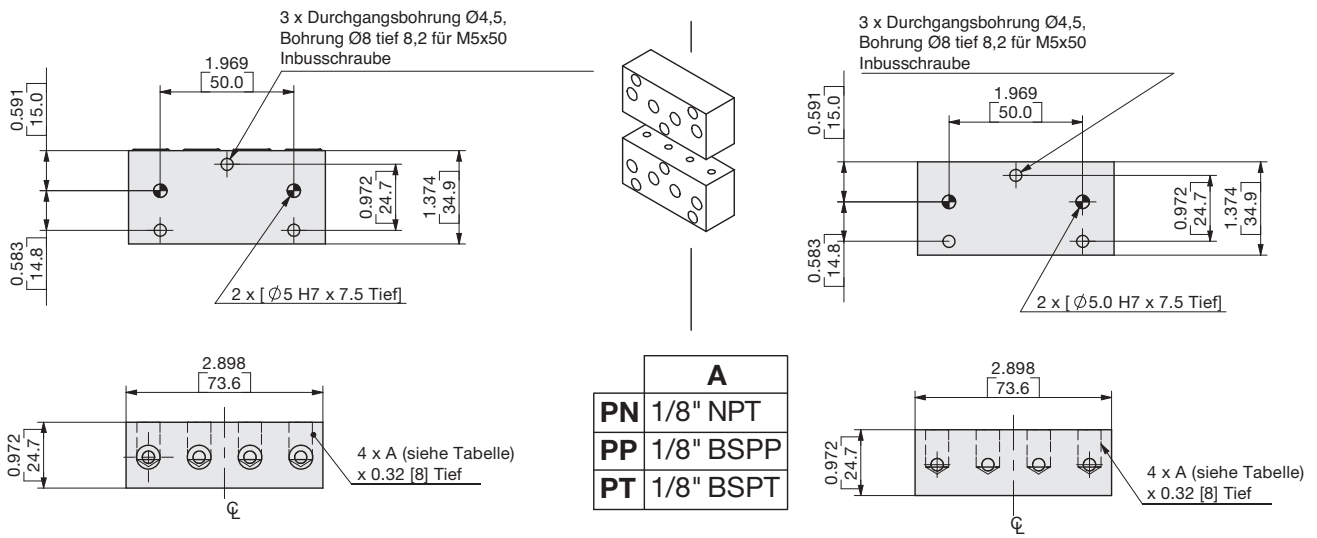 3 x Durchgangsbohrung Ø4,5,
Bohrung Ø8 tief 8,2 für M5x50
Inbusschraube
1.969
50.0
0.591
15.0
0.972
24.7
1.374
34.9
0.583
14.8
2 x [ Ø5 H7 x 7.5 Tief]
2.898
73.6
0.972
24.7
4 x A (siehe Tabelle)
x 0.32 [8] Tief
CL
A
PN 1/8" NPT
PP 1/8" BSPP
PT 1/8" BSPT
3 x Durchgangsbohrung Ø4,5,
Bohrung Ø8 tief 8,2 für M5x50
Inbusschraube
1.969
50.0
0.591
15.0
0.972
24.7
1.374
34.9
0.583
14.8
2 x [ Ø5.0 H7 x 7.5 Tief]
2.898
73.6
0.972
24.7
4 x A (siehe Tabelle)
x 0.32 [8] Tief
CL